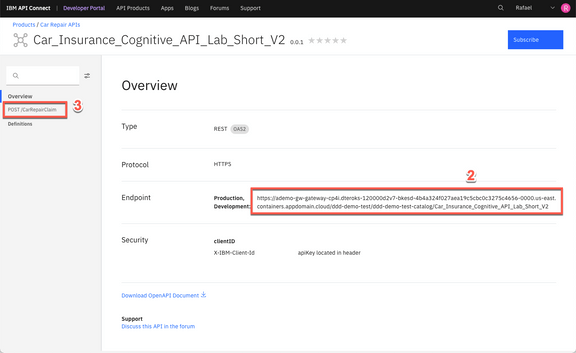 IBM API Connect Developer Portal API Products Apps Blogs Forums Support Rafael R
Products / Car Repair APIs
Car_Insurance_Cognitive_API_Lab_Short_V2 0.0.1 Subscribe
Overview
POST /CarRepairClaim 3
Definitions
Overview
Type REST OAS2
Protocol HTTPS
2
Endpoint Production, https://ademo-gw-gateway-cp4i.dteroks-120000d2v7-bkesd-4b4a324f027aea19c5cbc0c3275c4656-0000.us-east.
Development: containers.appdomain.cloud/ddd-demo-test/ddd-demo-test-catalog/Car_Insurance_Cognitive_API_Lab_Short_V2
Security clientID
X-IBM-Client-Id apiKey located in header
Download OpenAPI Document
Support
Discuss this API in the forum